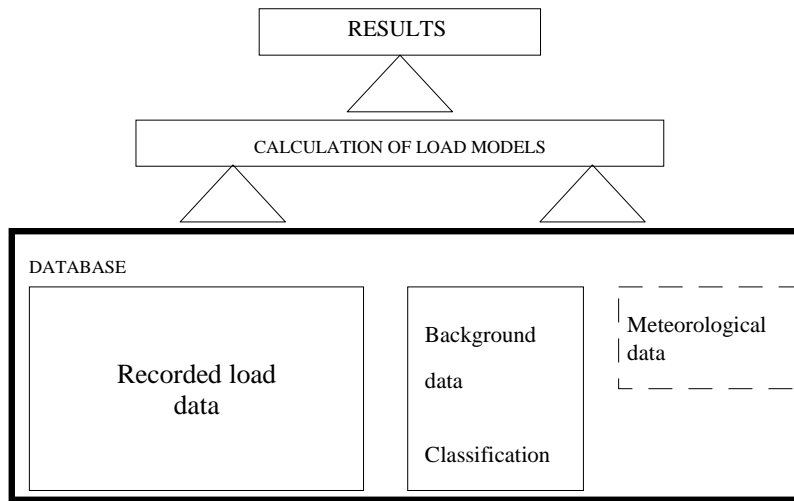 RESULTS
CALCULATION OF LOAD MODELS
DATABASE
Recorded load
data
Background
data
Classification
Meteorological
data